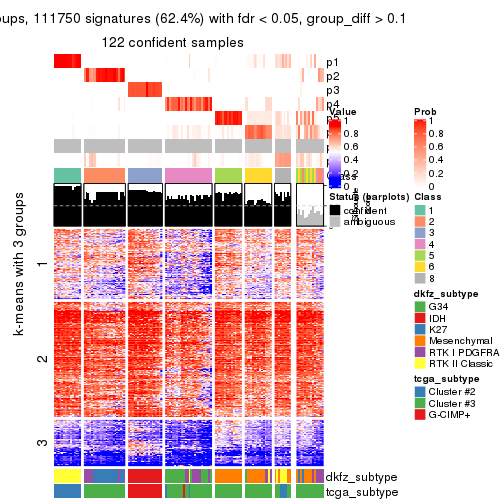 oups, 111750 signatures (62.4%) with fdr < 0.05, group_diff > 0.1
122 confident samples
p1
p2
p3
p4
Value
1
0.8
0.6
0.4
0.2
0
Prob
1
0.8
0.6
0.4
0.2
0
Status (barplots)
confident
ambiguous
Class
1
2
3
4
5
6
8
dkfz_subtype
G34
IDH
K27
Mesenchymal
RTK I PDGFRA
RTK II Classic
tcga_subtype
Cluster #2
Cluster #3
G-CIMP+
k-means with 3 groups
1
2
3
dkfz_subtype
tcga_subtype